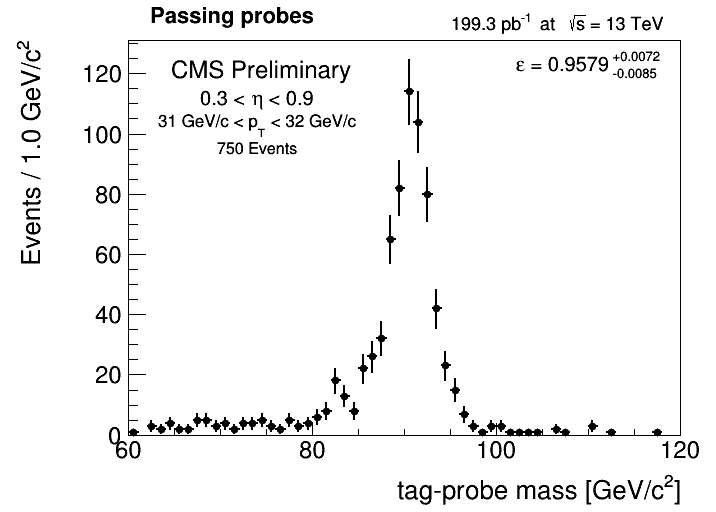 Passing probes
199.3 pb⁻¹ at √s = 13 TeV
CMS Preliminary
ε = 0.9579 +0.0072 -0.0085
0.3 < η < 0.9
31 GeV/c < p_T < 32 GeV/c
750 Events
Events / 1.0 GeV/c²
120
100
80
60
40
20
0
60 80 100 120
tag-probe mass [GeV/c²]